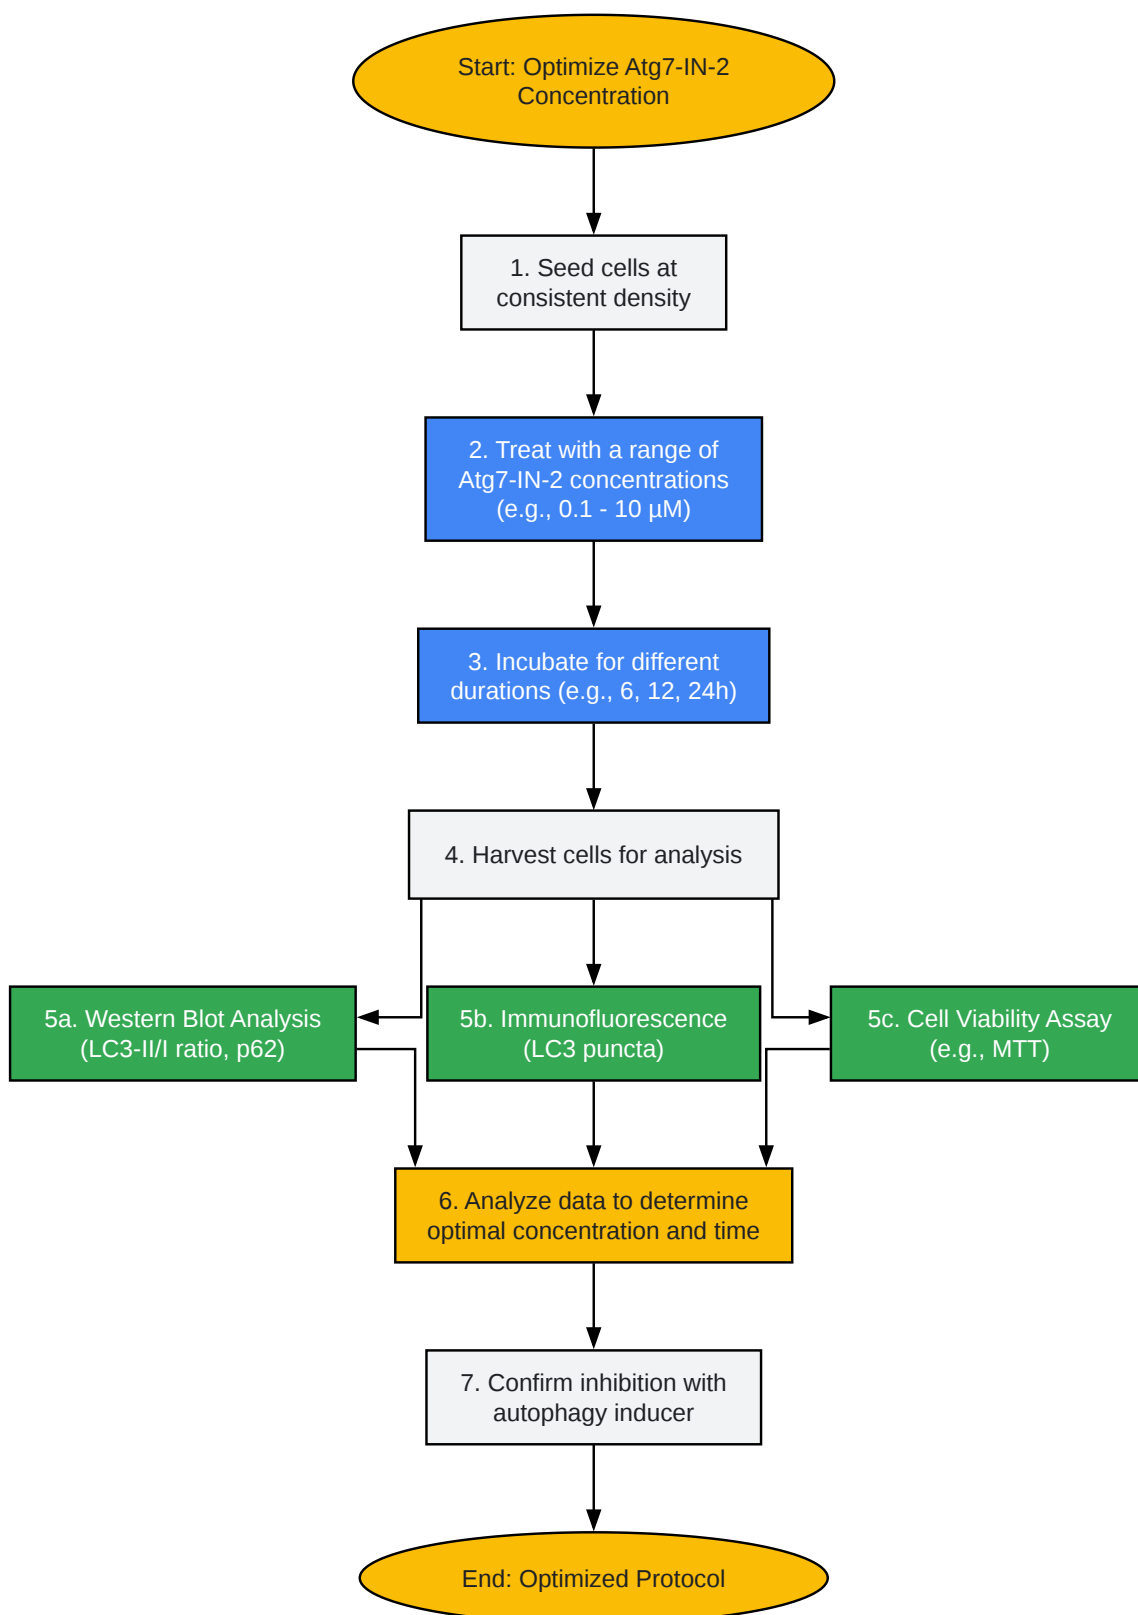 Start: Optimize Atg7-IN-2
Concentration
1. Seed cells at
consistent density
2. Treat with a range of
Atg7-IN-2 concentrations
(e.g., 0.1 - 10 µM)
3. Incubate for different
durations (e.g., 6, 12, 24h)
4. Harvest cells for analysis
5a. Western Blot Analysis
(LC3-II/I ratio, p62)
5b. Immunofluorescence
(LC3 puncta)
5c. Cell Viability Assay
(e.g., MTT)
6. Analyze data to determine
optimal concentration and time
7. Confirm inhibition with
autophagy inducer
End: Optimized Protocol